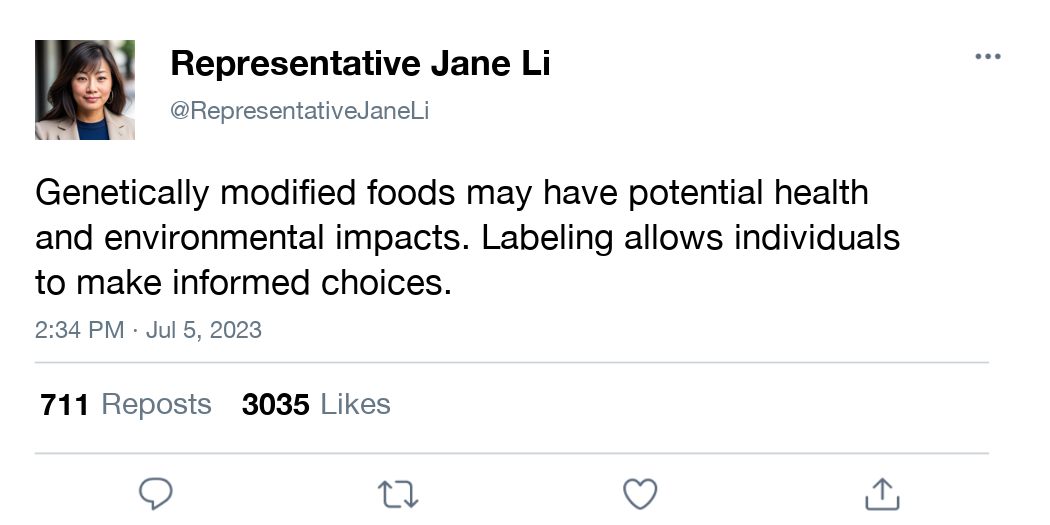 Representative Jane Li
@RepresentativeJaneLi
Genetically modified foods may have potential health
and environmental impacts. Labeling allows individuals
to make informed choices.
2:34 PM · Jul 5, 2023
711 Reposts 3035 Likes